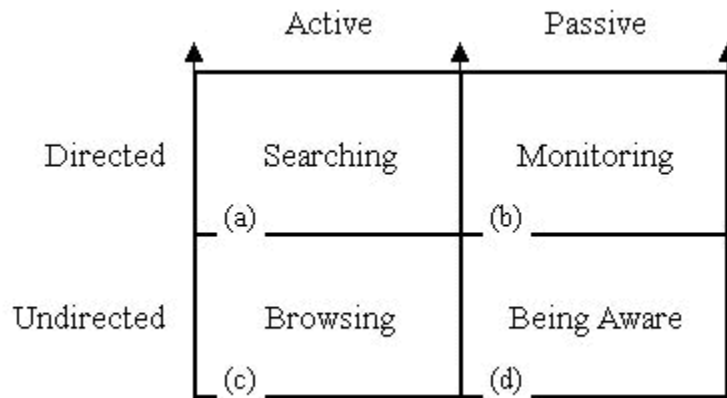 Active Passive
Directed Searching Monitoring
(a) (b)
Undirected Browsing Being Aware
(c) (d)